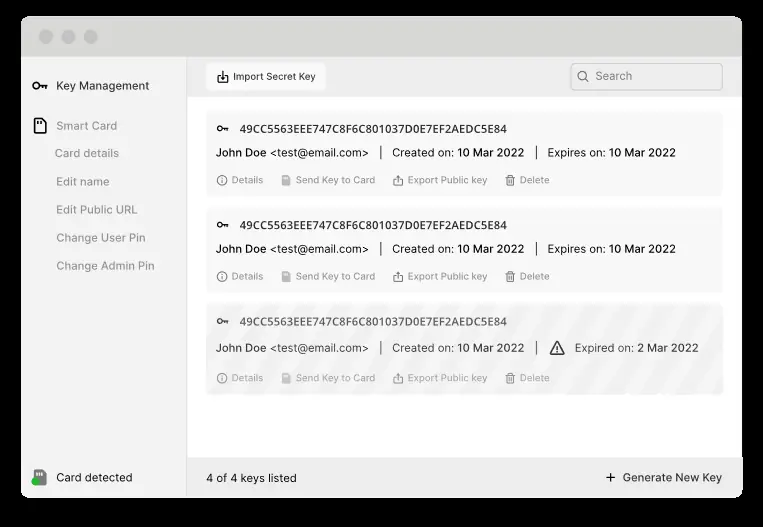 Key Management
Smart Card
Card details
Edit name
Edit Public URL
Change User Pin
Change Admin Pin
Card detected
Import Secret Key
Search
49CC5563EEE747C8F6C801037D0E7EF2AEDC5E84
John Doe <test@email.com> | Created on: 10 Mar 2022 | Expires on: 10 Mar 2022
Details Send Key to Card Export Public key Delete
49CC5563EEE747C8F6C801037D0E7EF2AEDC5E84
John Doe <test@email.com> | Created on: 10 Mar 2022 | Expires on: 10 Mar 2022
Details Send Key to Card Export Public key Delete
49CC5563EEE747C8F6C801037D0E7EF2AEDC5E84
John Doe <test@email.com> | Created on: 10 Mar 2022 | Expired on: 2 Mar 2022
Details Send Key to Card Export Public key Delete
4 of 4 keys listed
+ Generate New Key